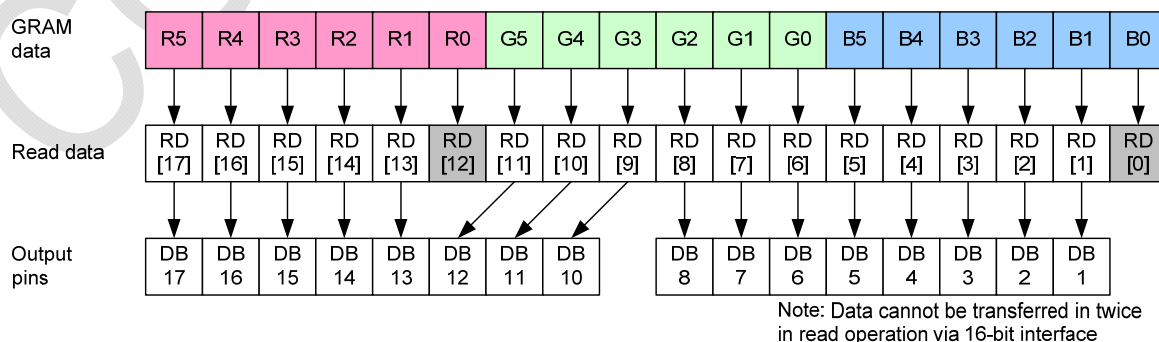 GRAM data
R5 R4 R3 R2 R1 R0 G5 G4 G3 G2 G1 G0 B5 B4 B3 B2 B1 B0
Read data
RD [17] RD [16] RD [15] RD [14] RD [13] RD [12] RD [11] RD [10] RD [9] RD [8] RD [7] RD [6] RD [5] RD [4] RD [3] RD [2] RD [1] RD [0]
Output pins
DB 17 DB 16 DB 15 DB 14 DB 13 DB 12 DB 11 DB 10 DB 8 DB 7 DB 6 DB 5 DB 4 DB 3 DB 2 DB 1
Note: Data cannot be transferred in twice
in read operation via 16-bit interface